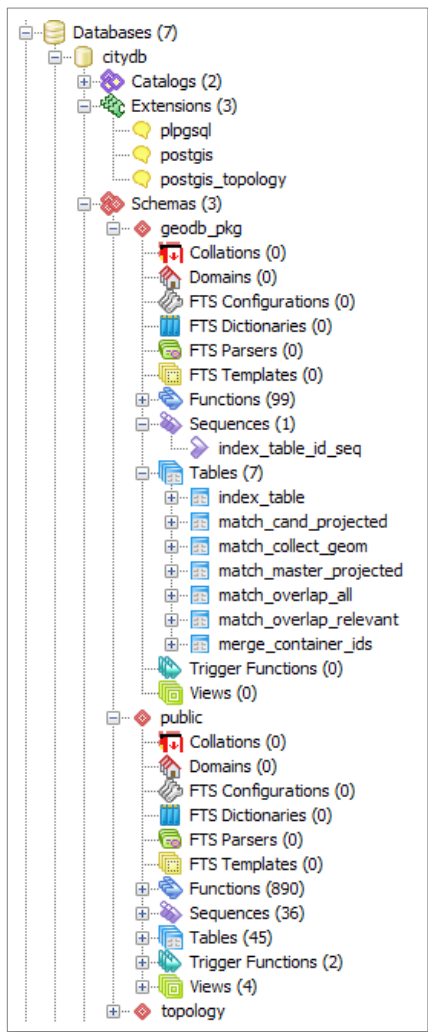 Databases (7)
citydb
Catalogs (2)
Extensions (3)
plpgsql
postgis
postgis_topology
Schemas (3)
geodb_pkg
Collations (0)
Domains (0)
FTS Configurations (0)
FTS Dictionaries (0)
FTS Parsers (0)
FTS Templates (0)
Functions (99)
Sequences (1)
index_table_id_seq
Tables (7)
index_table
match_cand_projected
match_collect_geom
match_master_projected
match_overlap_all
match_overlap_relevant
merge_container_ids
Trigger Functions (0)
Views (0)
public
Collations (0)
Domains (0)
FTS Configurations (0)
FTS Dictionaries (0)
FTS Parsers (0)
FTS Templates (0)
Functions (890)
Sequences (36)
Tables (45)
Trigger Functions (2)
Views (4)
topology